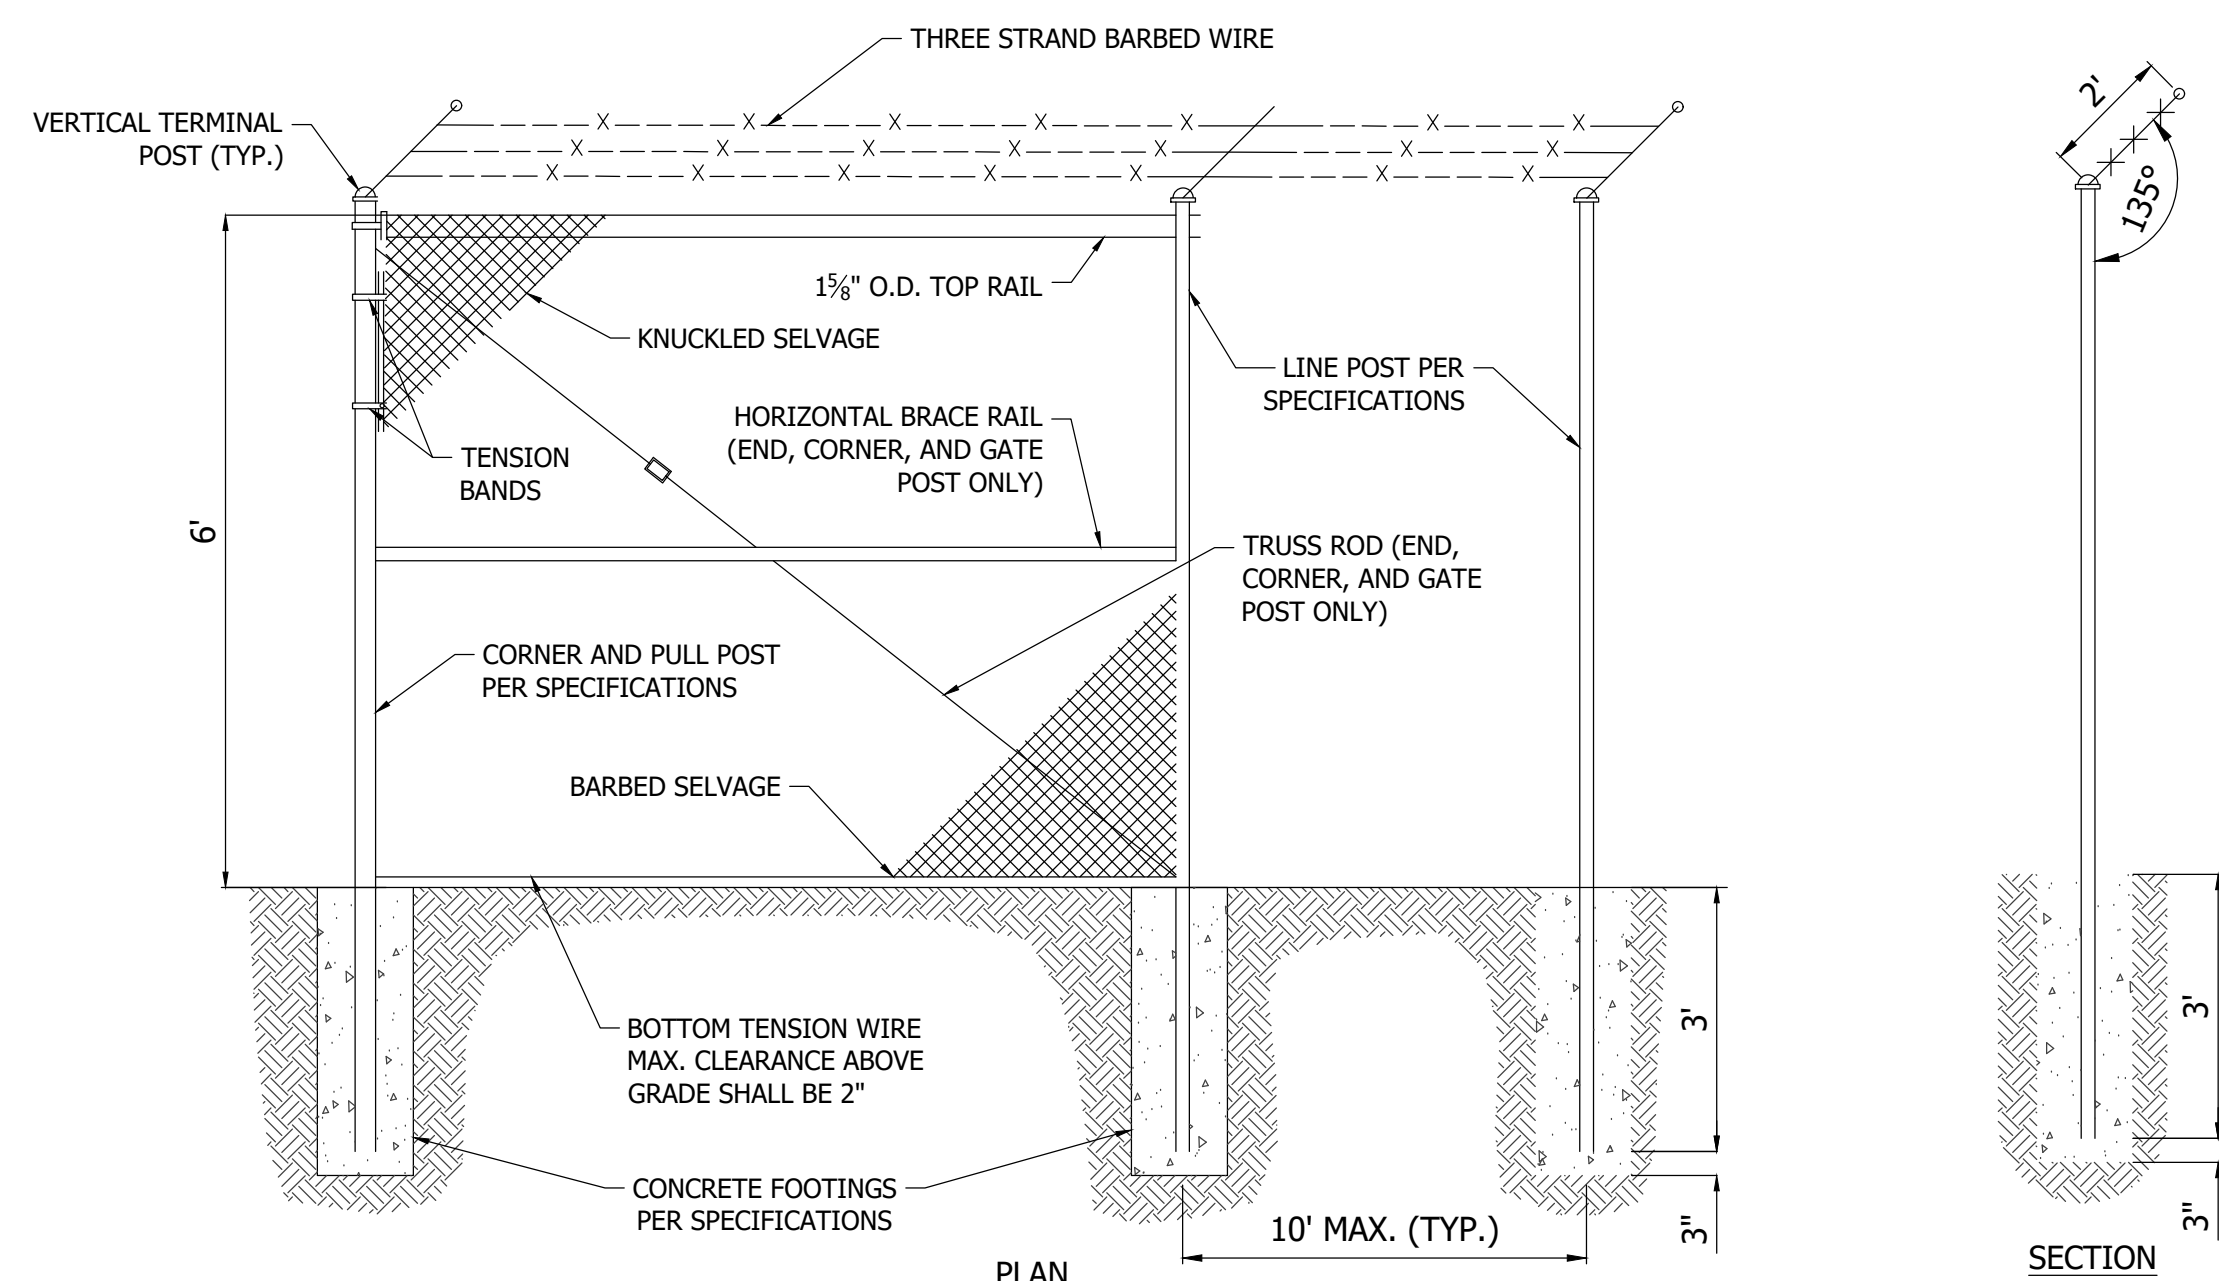 THREE STRAND BARBED WIRE
VERTICAL TERMINAL
POST (TYP.)
2'
135°
1⅝" O.D. TOP RAIL
KNUCKLED SELVAGE
LINE POST PER
SPECIFICATIONS
HORIZONTAL BRACE RAIL
(END, CORNER, AND GATE
POST ONLY)
TENSION
BANDS
6'
TRUSS ROD (END,
CORNER, AND GATE
POST ONLY)
CORNER AND PULL POST
PER SPECIFICATIONS
BARBED SELVAGE
BOTTOM TENSION WIRE
MAX. CLEARANCE ABOVE
GRADE SHALL BE 2"
3'
3'
CONCRETE FOOTINGS
PER SPECIFICATIONS
10' MAX. (TYP.)
3"
3"
PLAN
SECTION